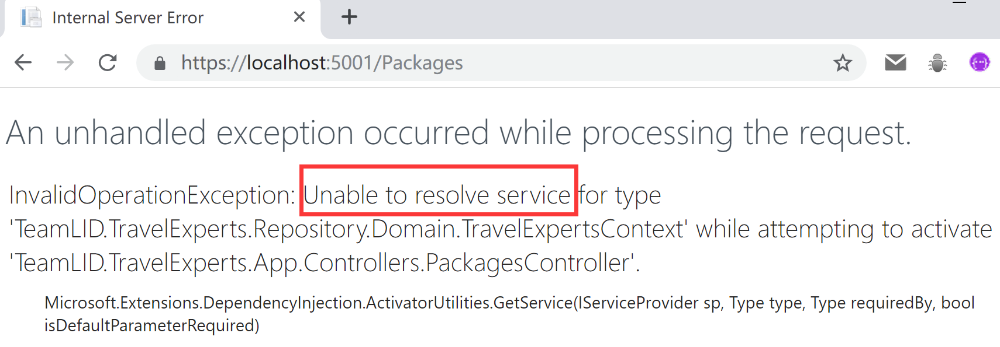 Internal Server Error
https://localhost:5001/Packages
An unhandled exception occurred while processing the request.
InvalidOperationException: Unable to resolve service for type
'TeamLID.TravelExperts.Repository.Domain.TravelExpertsContext' while attempting to activate
'TeamLID.TravelExperts.App.Controllers.PackagesController'.
Microsoft.Extensions.DependencyInjection.ActivatorUtilities.GetService(IServiceProvider sp, Type type, Type requiredBy, bool
isDefaultParameterRequired)